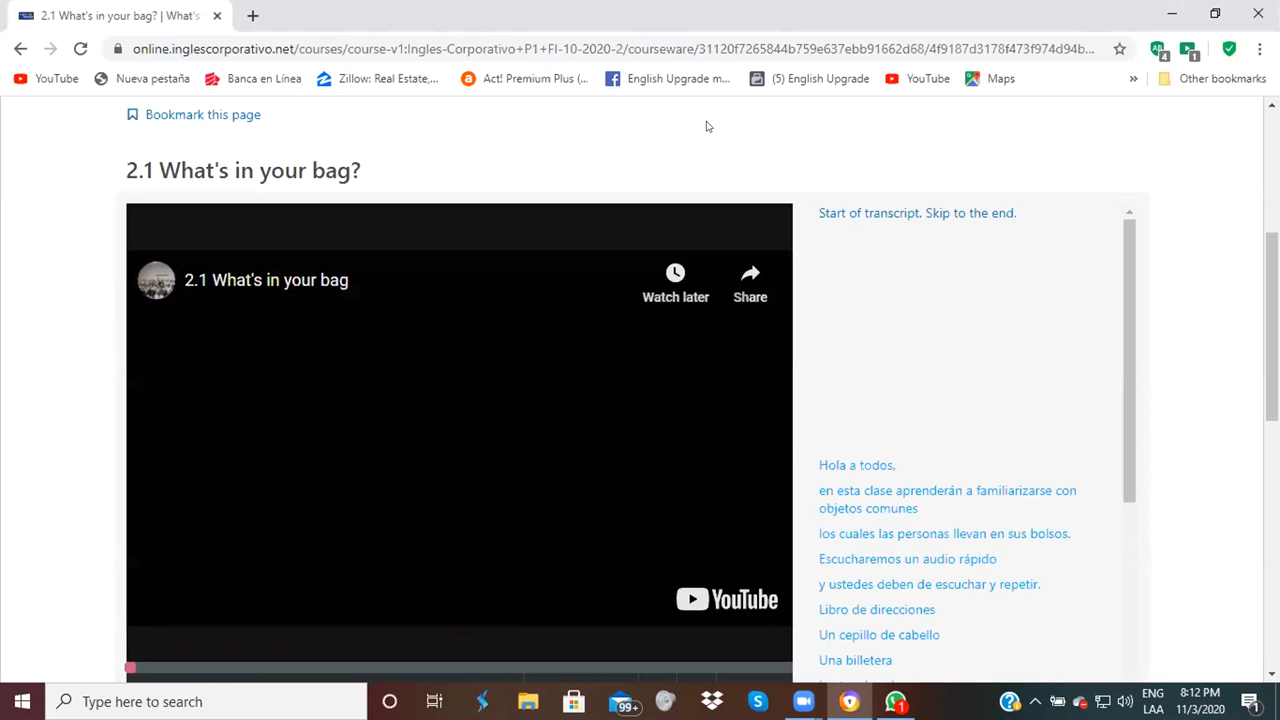 2.1 What's in your bag? | What's
online.inglescorporativo.net/courses/course-v1:Ingles-Corporativo+P1+FI-10-2020-2/courseware/31120f7265844b759e637ebb91662d68/4f9187d3178f473f974d94b...
4
1
YouTube
Nueva pestaña
Banca en Línea
Zillow: Real Estate,...
Act! Premium Plus (...
English Upgrade m...
(5) English Upgrade
YouTube
Maps
»
Other bookmarks
Bookmark this page
2.1 What's in your bag?
2.1 What's in your bag
Watch later
Share
YouTube
Start of transcript. Skip to the end.
Hola a todos,
en esta clase aprenderán a familiarizarse con
objetos comunes
los cuales las personas llevan en sus bolsos.
Escucharemos un audio rápido
y ustedes deben de escuchar y repetir.
Libro de direcciones
Un cepillo de cabello
Una billetera
Type here to search
99+
1
ENG
LAA
8:12 PM
11/3/2020
1